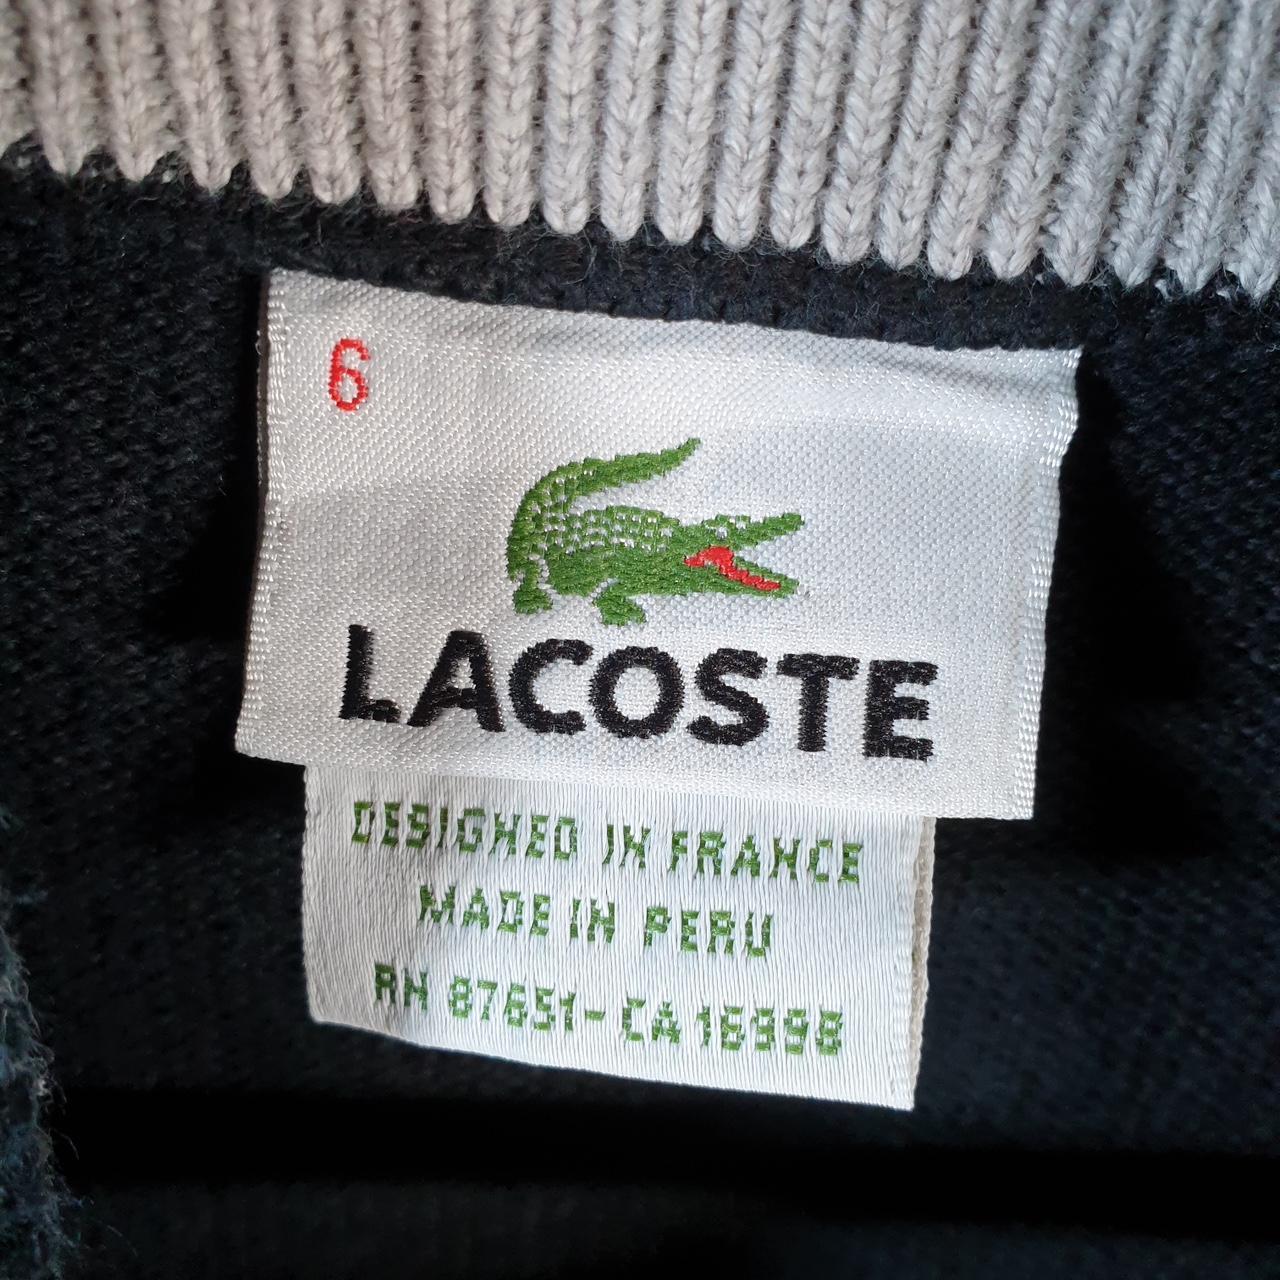 6
LACOSTE
DESIGNED IN FRANCE
MADE IN PERU
RN 87651-CA 16998